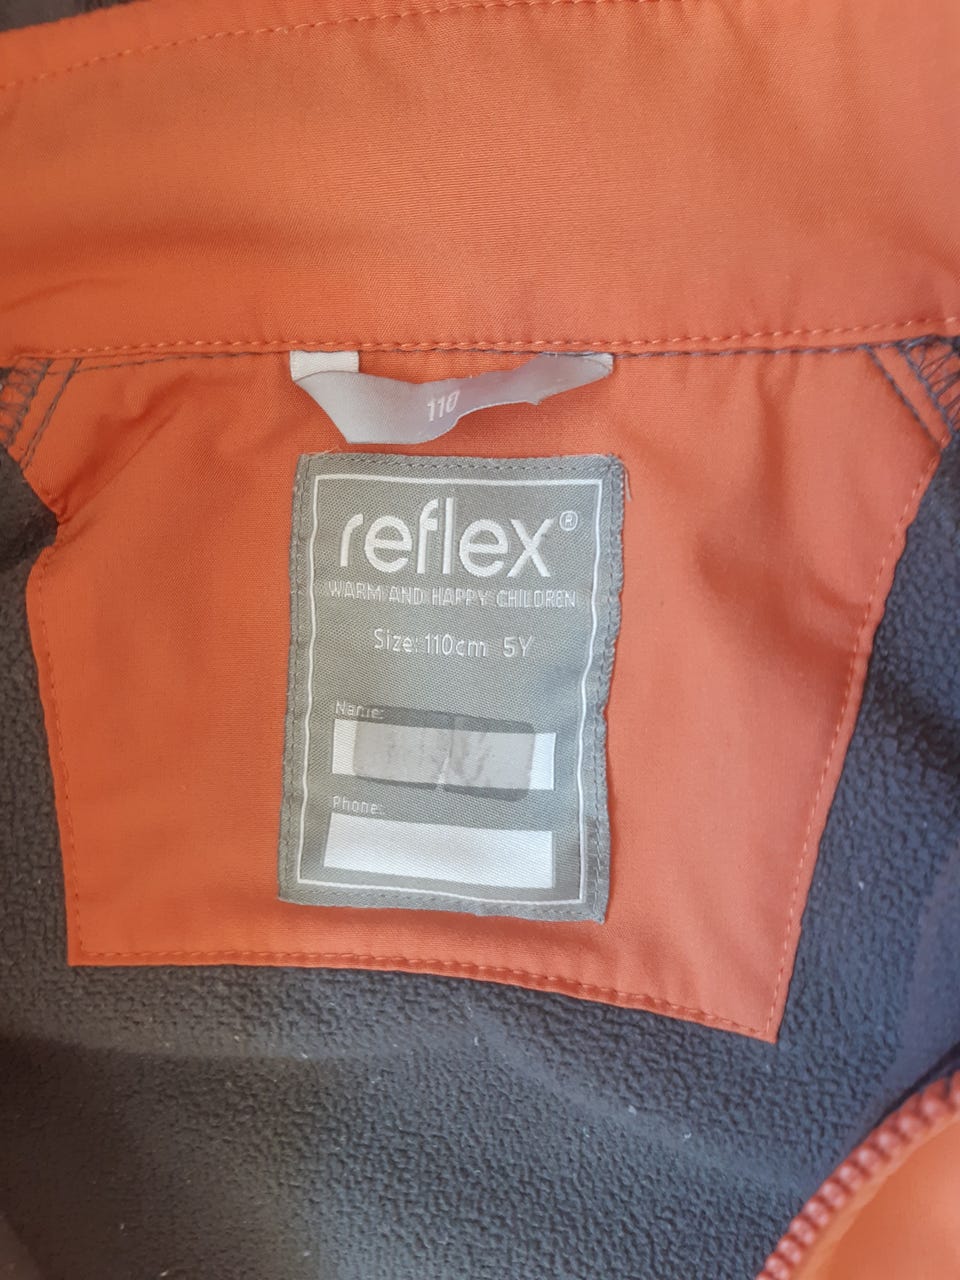 110
reflex®
WARM AND HAPPY CHILDREN
Size: 110cm 5Y
Name:
Phone: